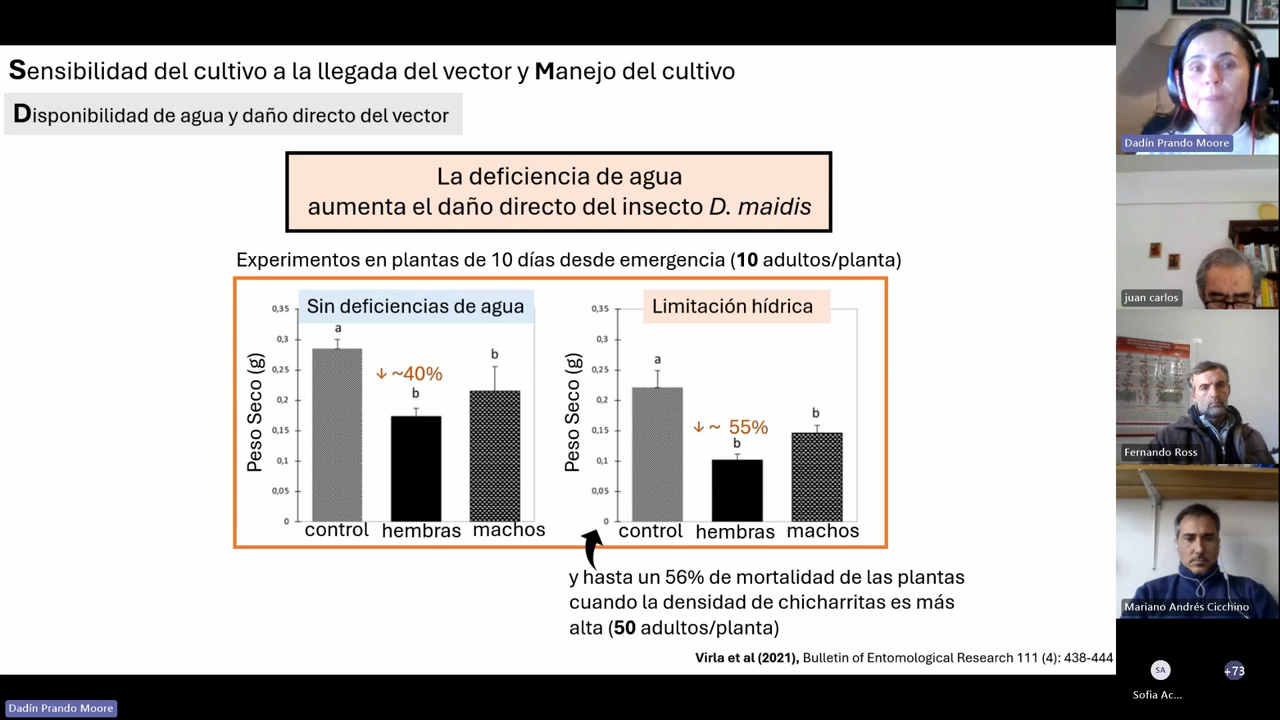 Sensibilidad del cultivo a la llegada del vector y Manejo del cultivo
Disponibilidad de agua y daño directo del vector
La deficiencia de agua
aumenta el daño directo del insecto D. maidis
Experimentos en plantas de 10 días desde emergencia (10 adultos/planta)
Sin deficiencias de agua
Peso Seco (g)
0,35
0,3
0,25
0,2
0,15
0,1
0,05
0
a
↓ ~40%
b
b
control hembras machos
Limitación hídrica
Peso Seco (g)
0,35
0,3
0,25
0,2
0,15
0,1
0,05
0
a
↓ ~ 55%
b
b
control hembras machos
y hasta un 56% de mortalidad de las plantas
cuando la densidad de chicharritas es más
alta (50 adultos/planta)
Virla et al (2021), Bulletin of Entomological Research 111 (4): 438-444
Dadín Prando Moore
juan carlos
Fernando Ross
Mariano Andrés Cicchino
SA
+73
Sofia Ac...
Dadín Prando Moore